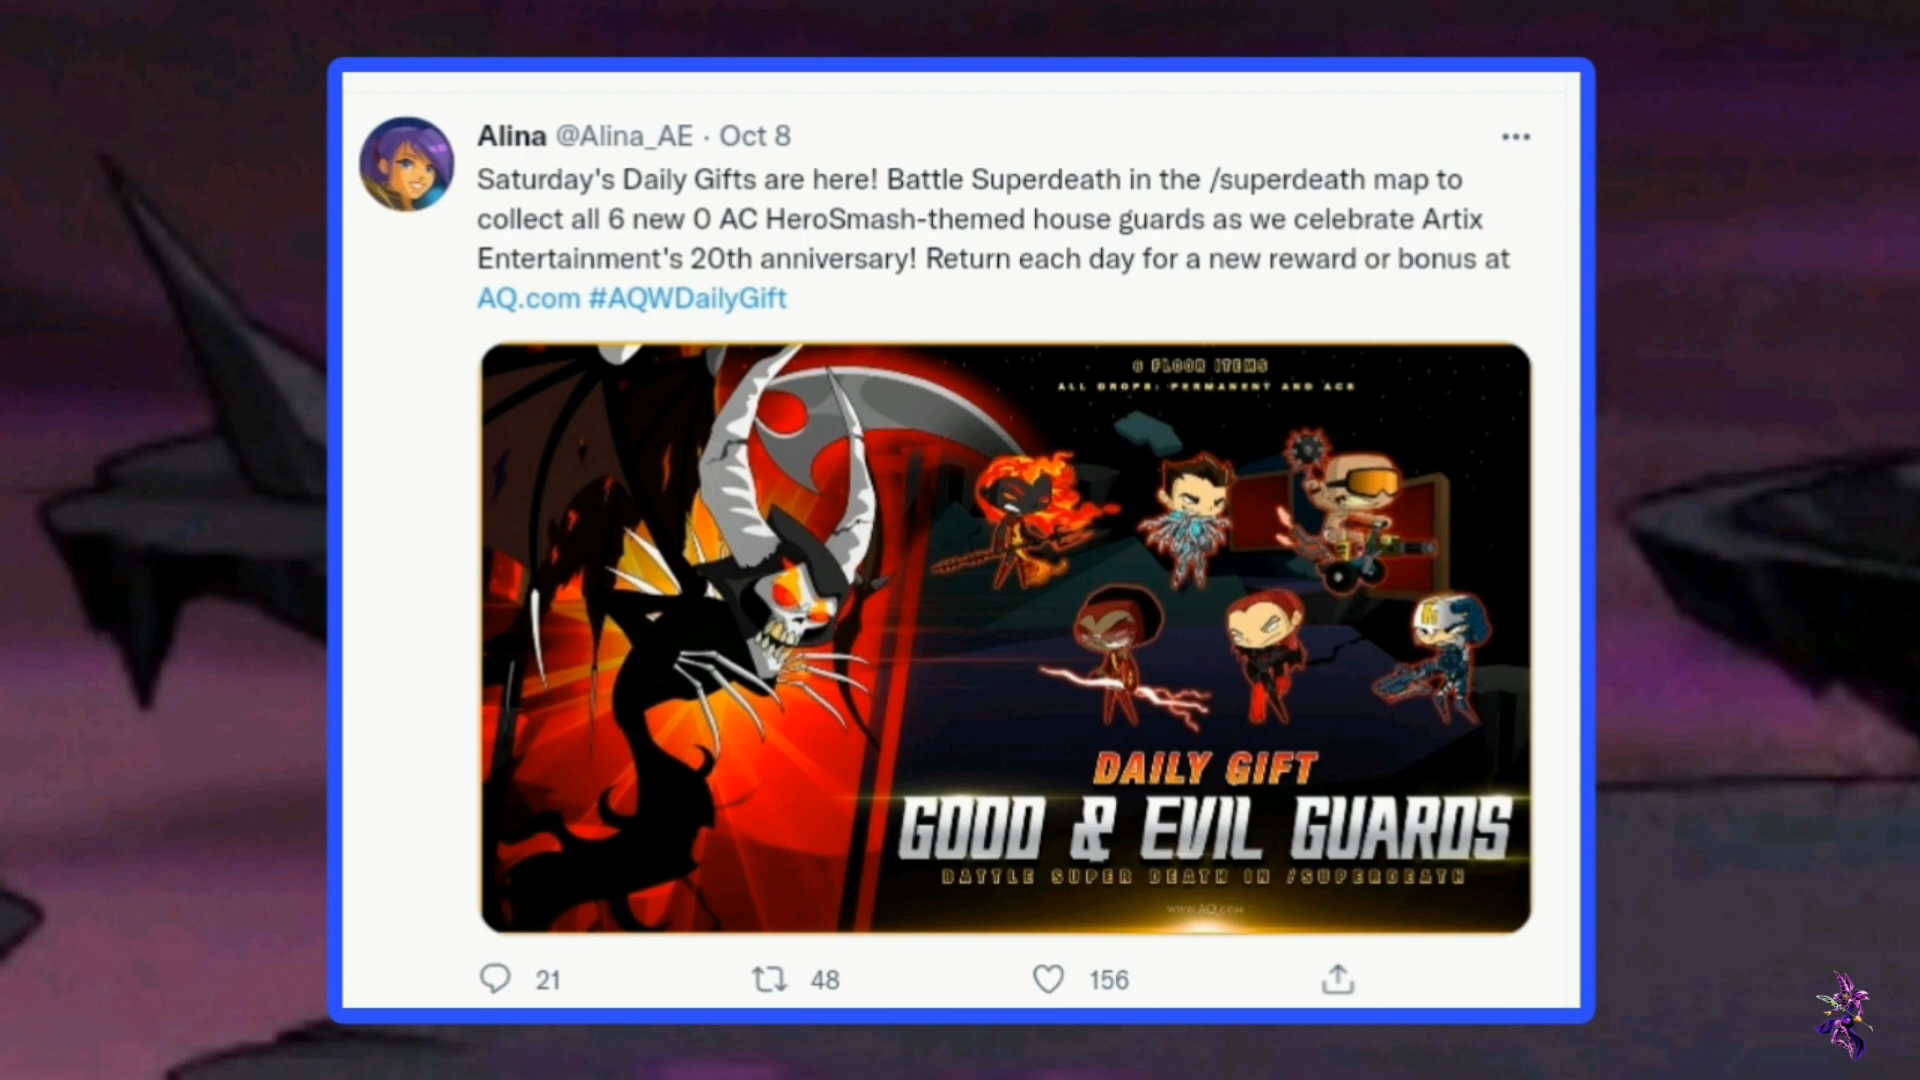 Alina @Alina_AE · Oct 8
Saturday's Daily Gifts are here! Battle Superdeath in the /superdeath map to
collect all 6 new 0 AC HeroSmash-themed house guards as we celebrate Artix
Entertainment's 20th anniversary! Return each day for a new reward or bonus at
AQ.com #AQWDailyGift
6 FLOOR ITEMS
ALL DROPS: PERMANENT AND ACS
DAILY GIFT
GOOD & EVIL GUARDS
BATTLE SUPER DEATH IN /SUPERDEATH
WWW.AQ.COM
21 48 156